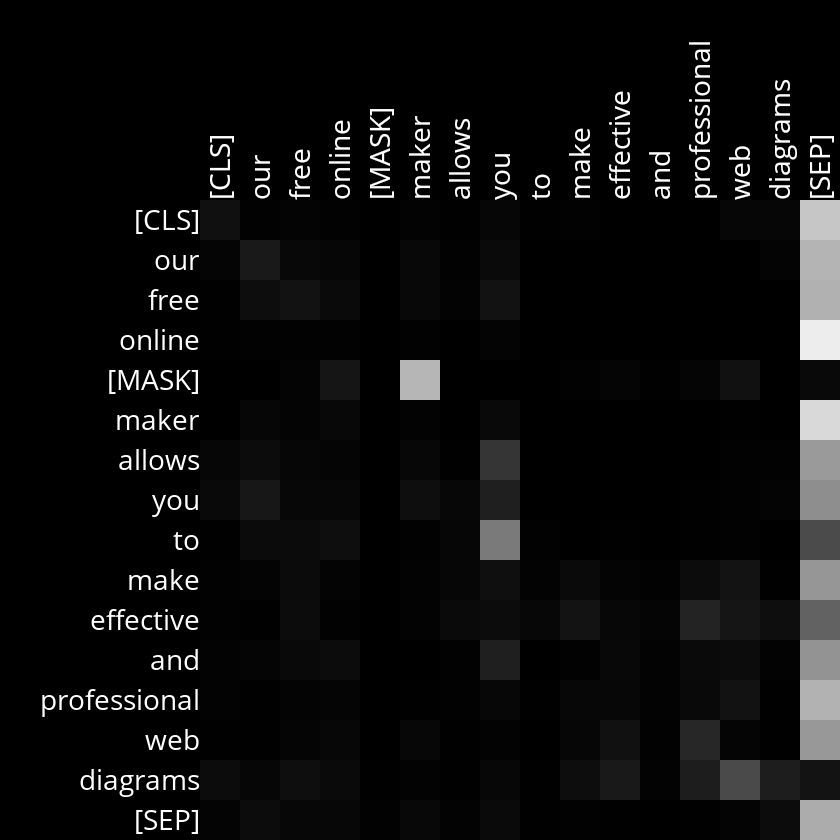 [CLS] our free online [MASK] maker allows you to make effective and professional web diagrams [SEP]
[CLS]
our
free
online
[MASK]
maker
allows
you
to
make
effective
and
professional
web
diagrams
[SEP]